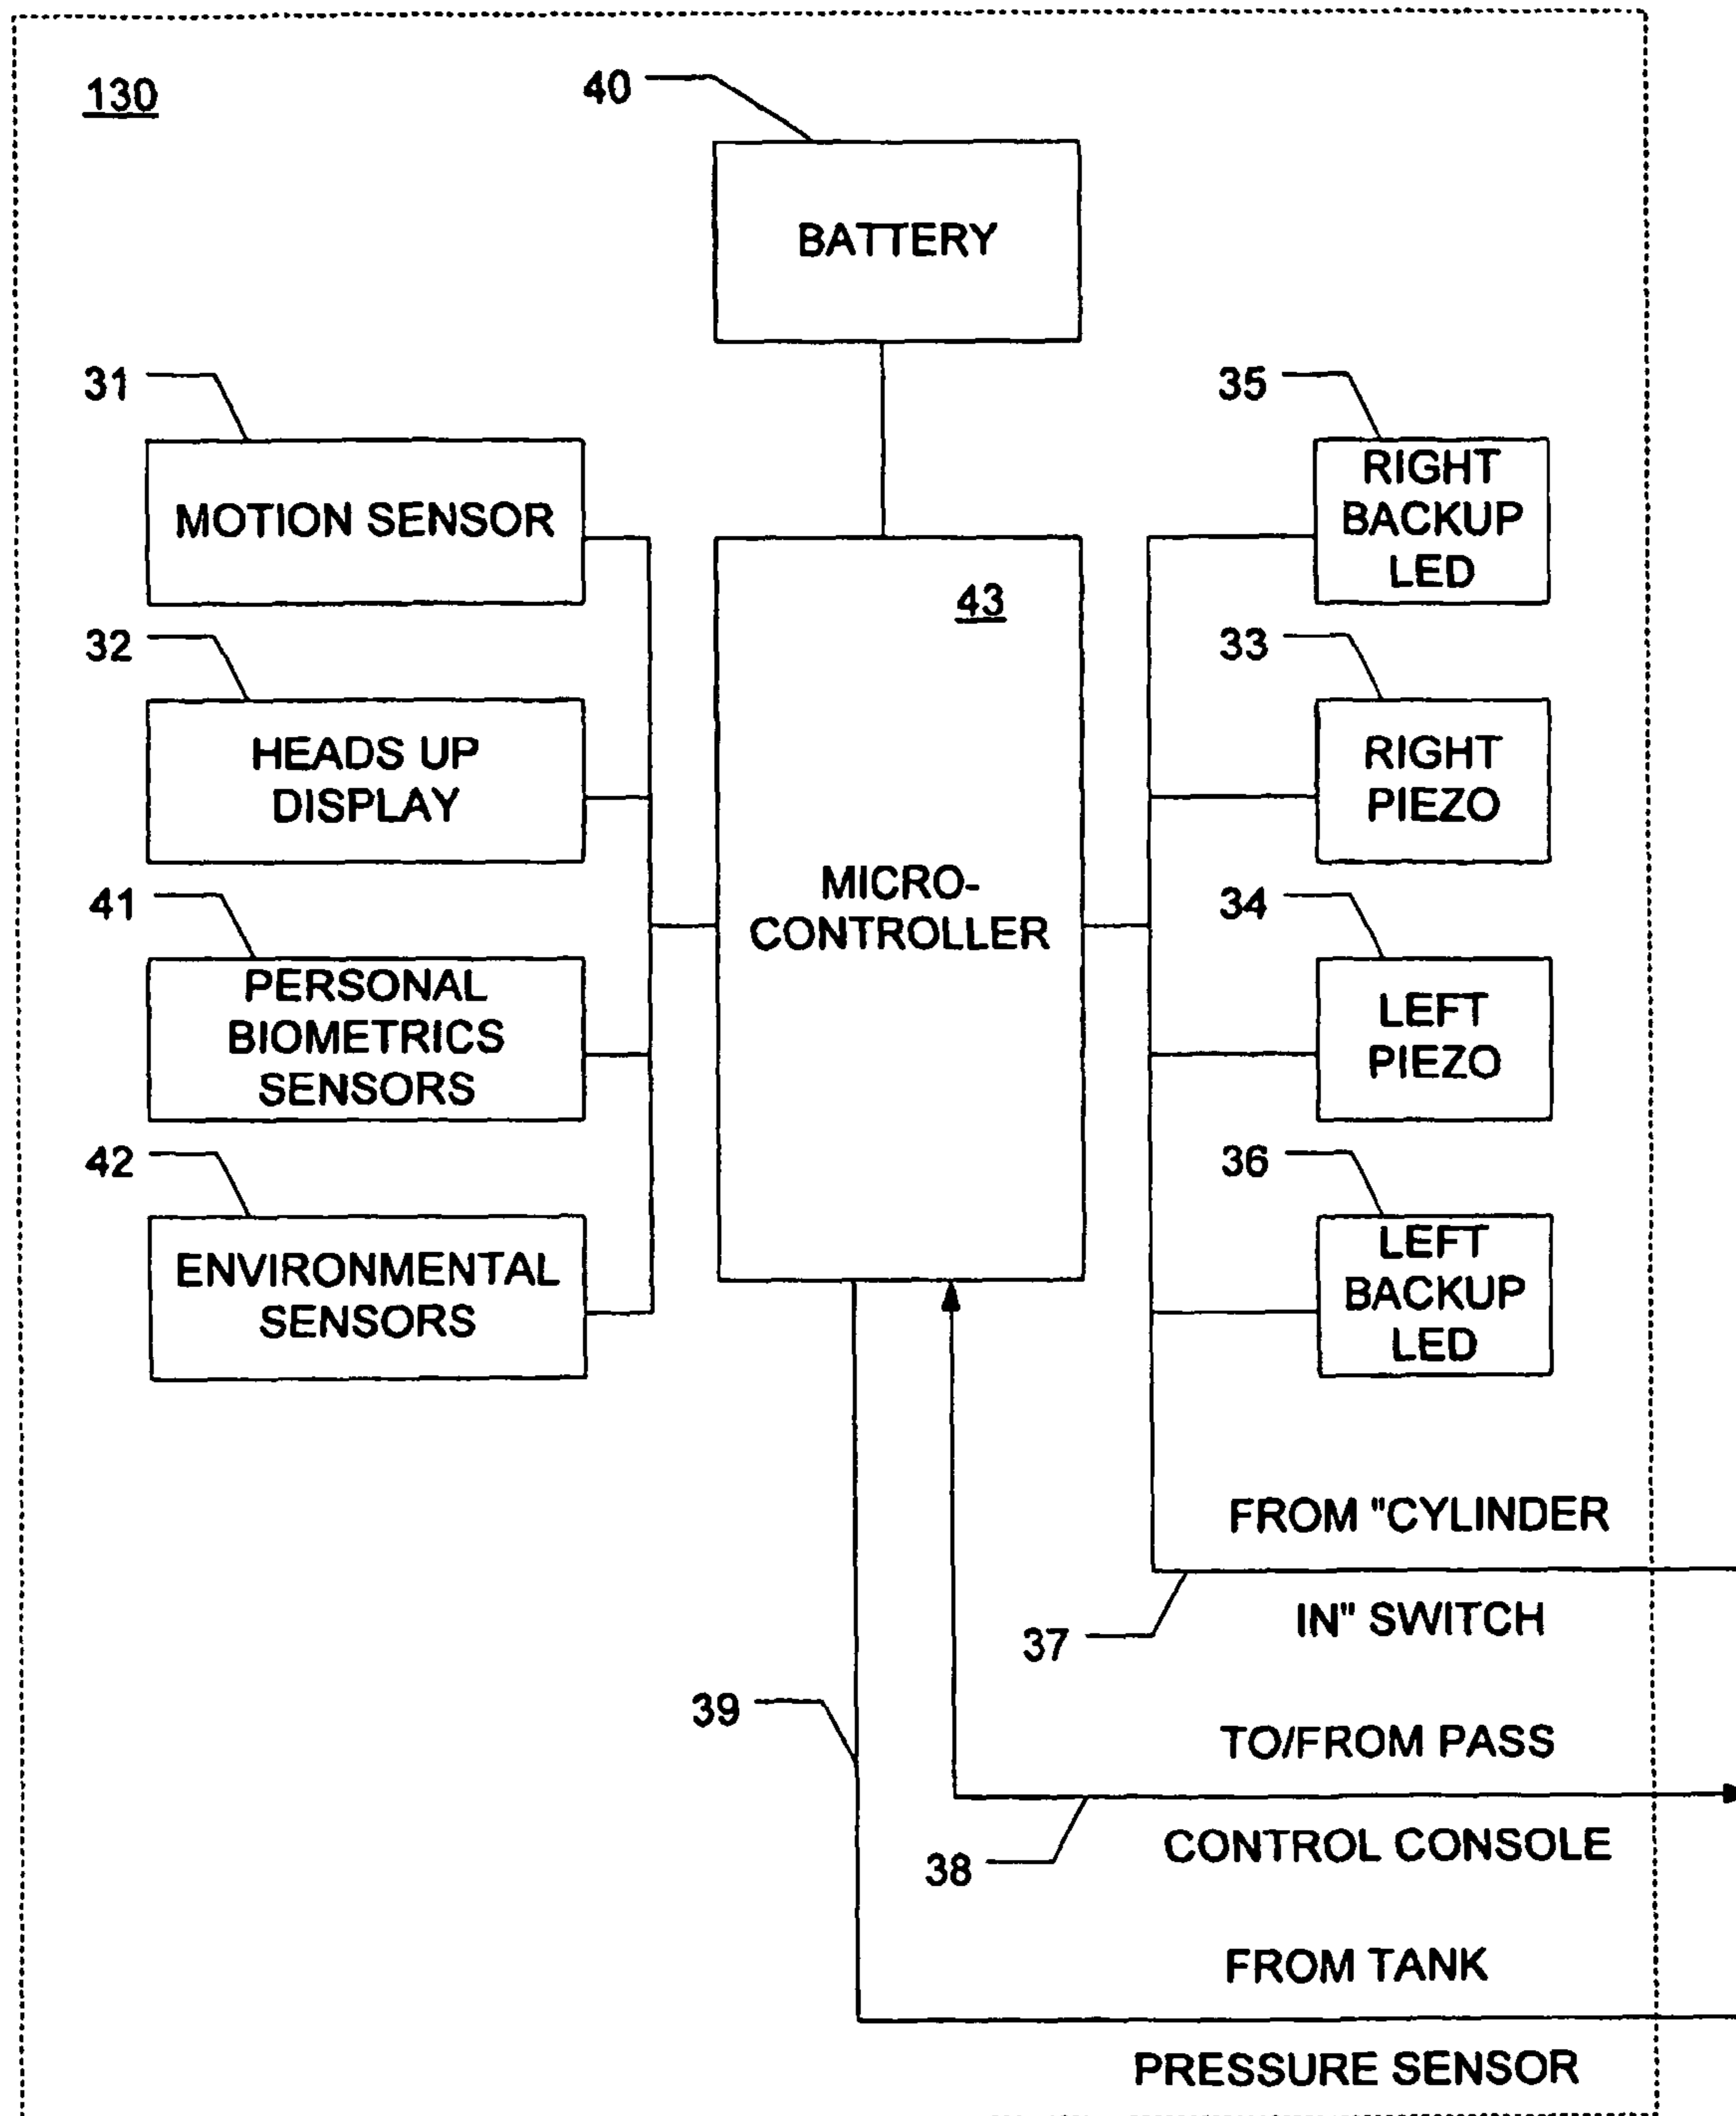 130
40
BATTERY
31
MOTION SENSOR
32
HEADS UP
DISPLAY
41
PERSONAL
BIOMETRICS
SENSORS
42
ENVIRONMENTAL
SENSORS
43
MICRO-
CONTROLLER
35
RIGHT
BACKUP
LED
33
RIGHT
PIEZO
34
LEFT
PIEZO
36
LEFT
BACKUP
LED
FROM "CYLINDER
IN" SWITCH
37
39
TO/FROM PASS
CONTROL CONSOLE
38
FROM TANK
PRESSURE SENSOR